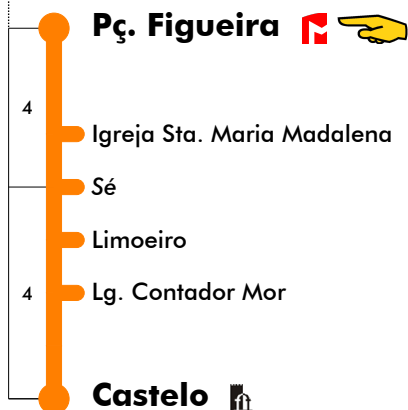 Pç. Figueira
4
Igreja Sta. Maria Madalena
Sé
Limoeiro
4
Lg. Contador Mor
Castelo